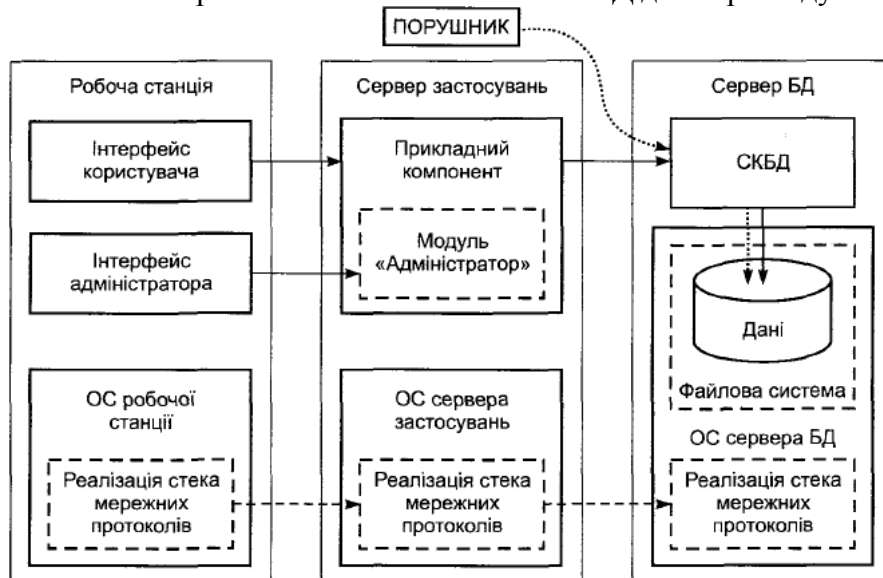 ПОРУШНИК
Робоча станція
Інтерфейс
користувача
Інтерфейс
адміністратора
ОС робочої
станції
Реалізація стека
мережних
протоколів
Сервер застосувань
Прикладний
компонент
Модуль
«Адміністратор»
ОС сервера
застосувань
Реалізація стека
мережних
протоколів
Сервер БД
СКБД
Дані
Файлова система
ОС сервера БД
Реалізація стека
мережних
протоколів